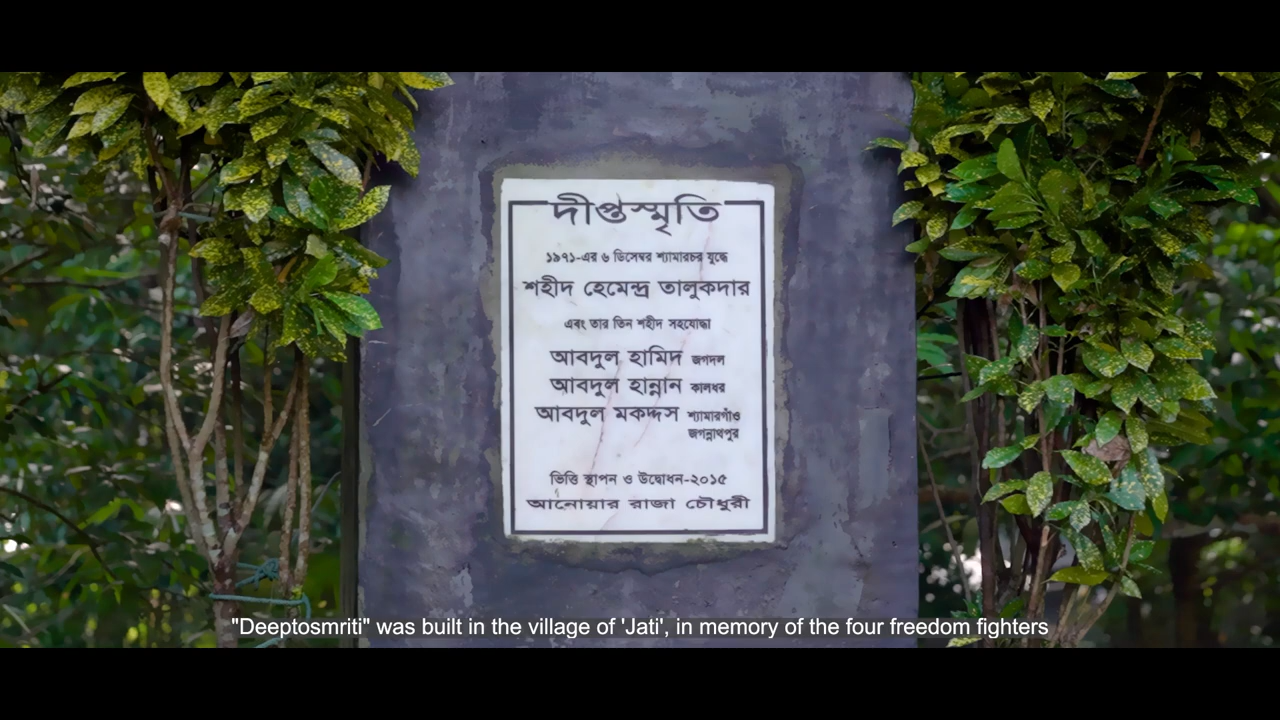 দীপ্তস্মৃতি
১৯৭১-এর ৬ ডিসেম্বর শ্যামারচর যুদ্ধে
শহীদ হেমেন্দ্র তালুকদার
এবং তার তিন শহীদ সহযোদ্ধা
আবদুল হামিদ জগদল
আবদুল হান্নান কালধর
আবদুল মকদ্দস শ্যামারগাঁও
জগন্নাথপুর
ভিত্তি স্থাপন ও উদ্বোধন-২০১৫
আনোয়ার রাজা চৌধুরী
"Deeptosmriti" was built in the village of 'Jati', in memory of the four freedom fighters